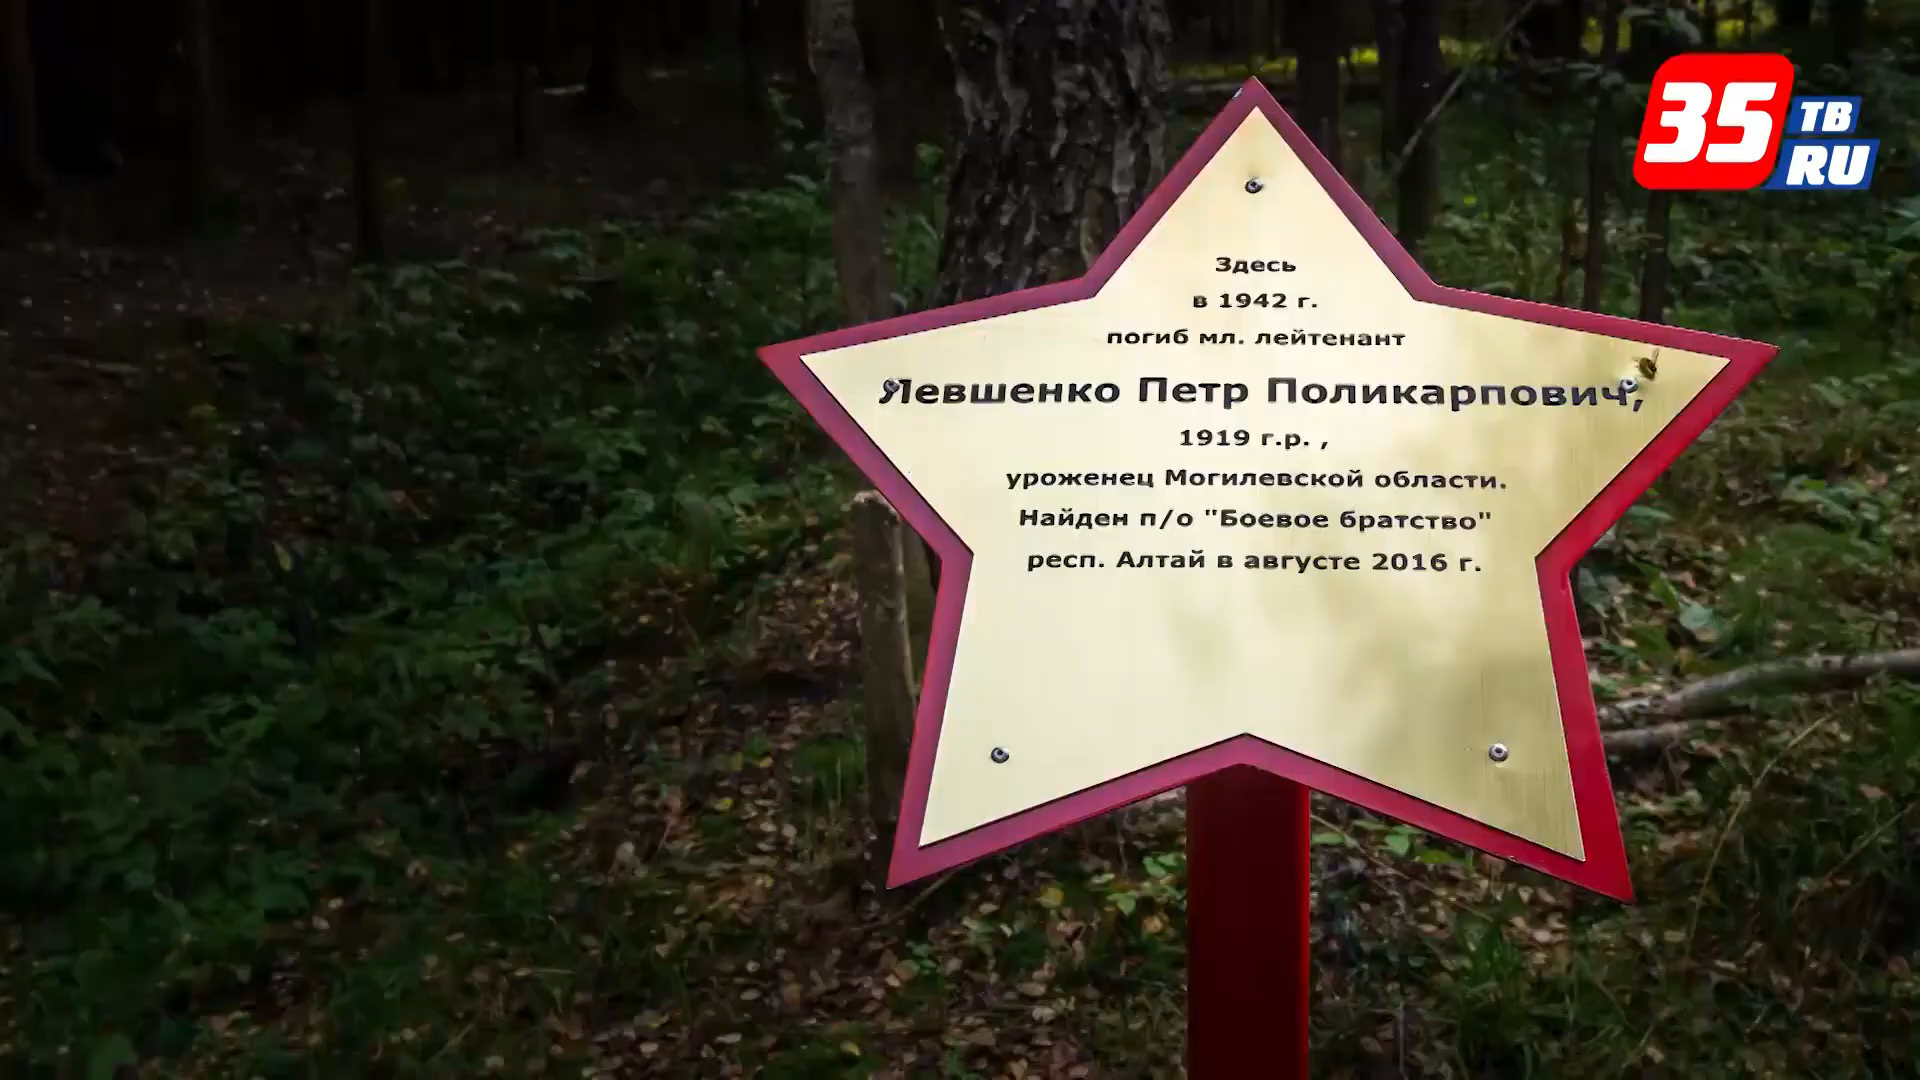 35
ТВ
RU
Здесь
в 1942 г.
погиб мл. лейтенант
Левшенко Петр Поликарпович,
1919 г.р. ,
уроженец Могилевской области.
Найден п/о "Боевое братство"
респ. Алтай в августе 2016 г.